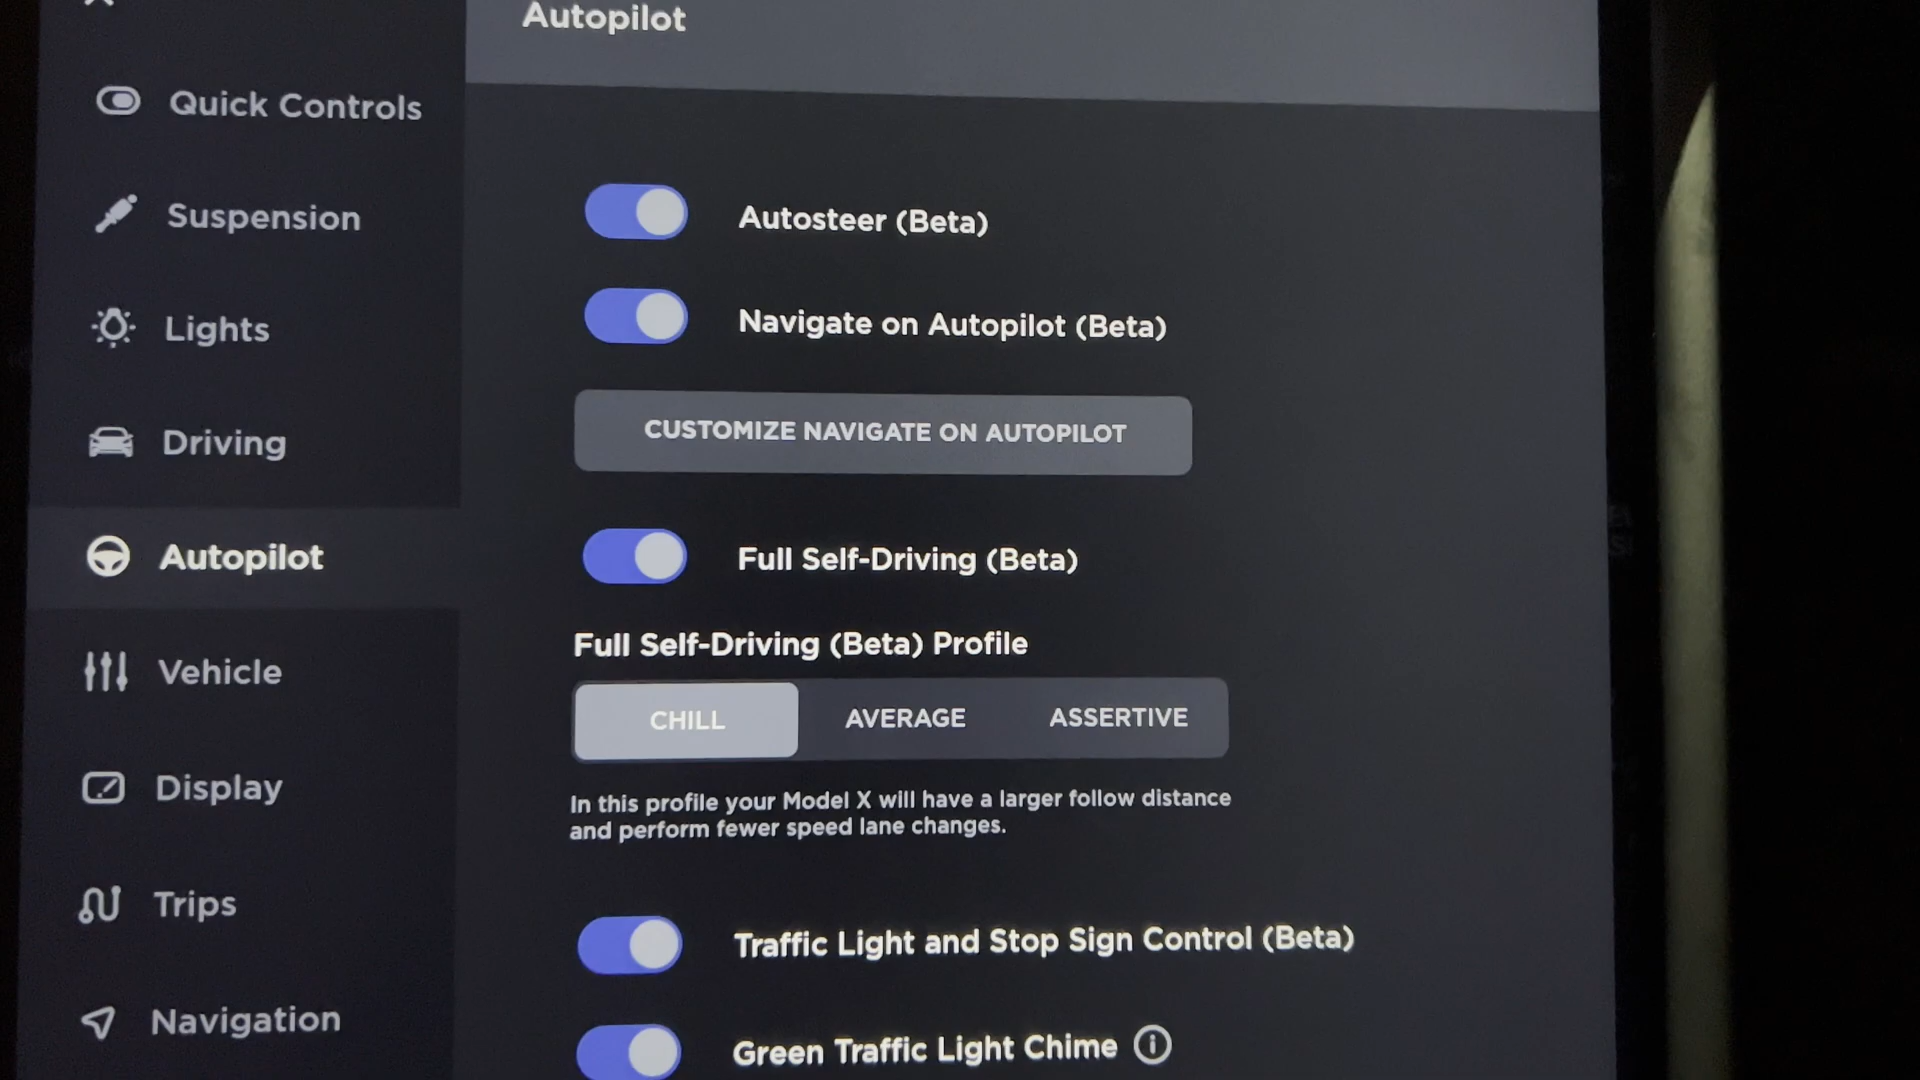 Autopilot
Quick Controls
Suspension
Lights
Driving
Autopilot
Vehicle
Display
Trips
Navigation
Autosteer (Beta)
Navigate on Autopilot (Beta)
CUSTOMIZE NAVIGATE ON AUTOPILOT
Full Self-Driving (Beta)
Full Self-Driving (Beta) Profile
CHILL AVERAGE ASSERTIVE
In this profile your Model X will have a larger follow distance
and perform fewer speed lane changes.
Traffic Light and Stop Sign Control (Beta)
Green Traffic Light Chime